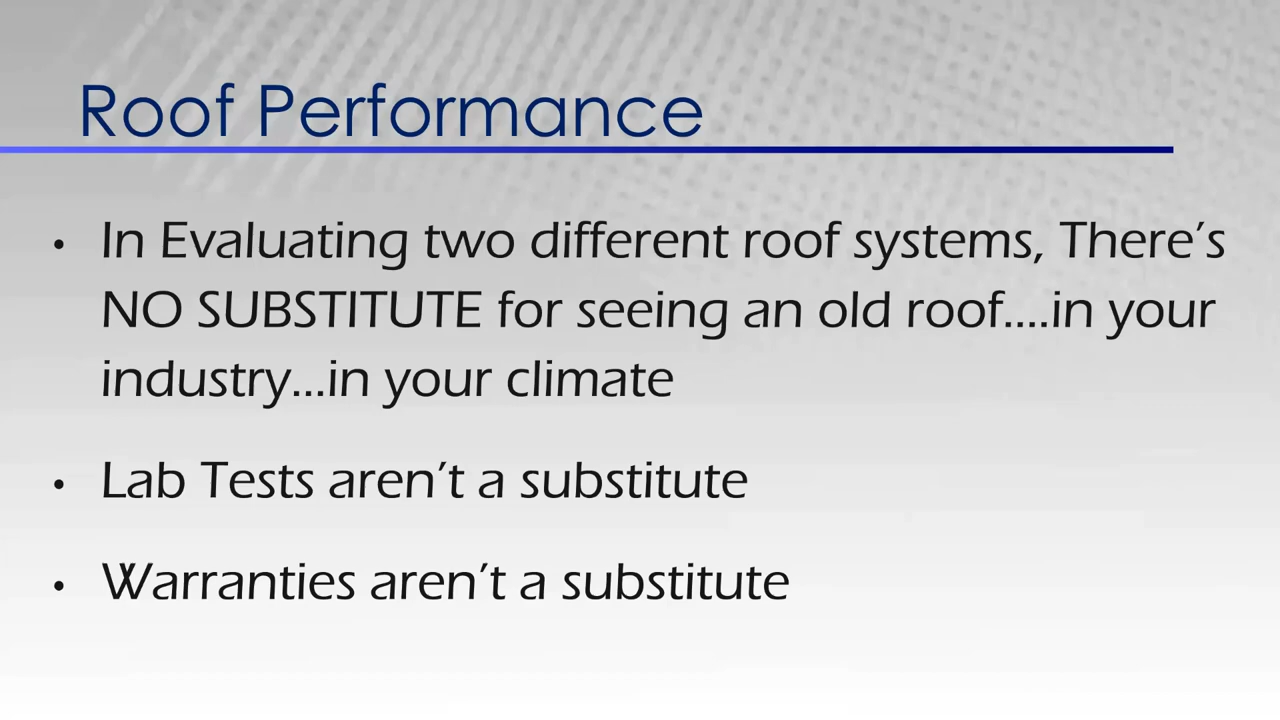 Roof Performance
• In Evaluating two different roof systems, There’s
NO SUBSTITUTE for seeing an old roof....in your
industry...in your climate
• Lab Tests aren’t a substitute
• Warranties aren’t a substitute